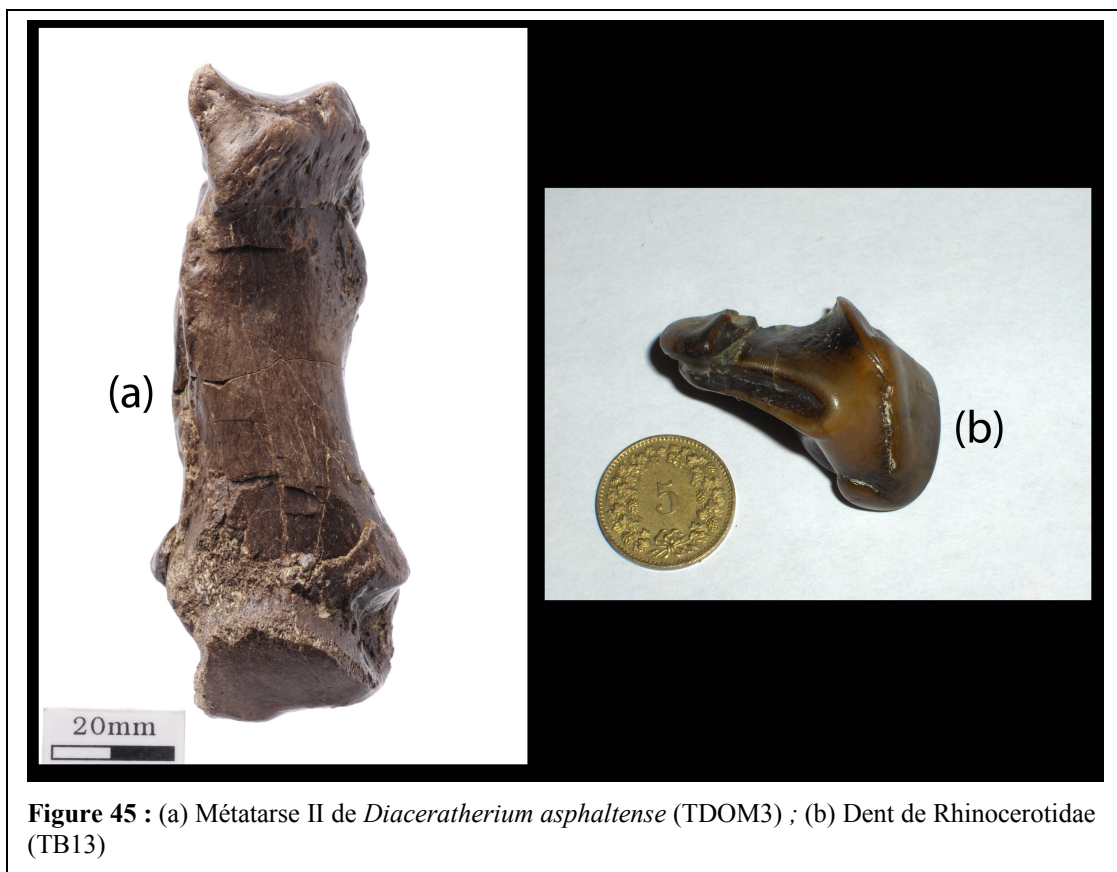 (a)
20mm
5
(b)
Figure 45 : (a) Métatarse II de Diaceratherium asphaltense (TDOM3) ; (b) Dent de Rhinocerotidae
(TB13)